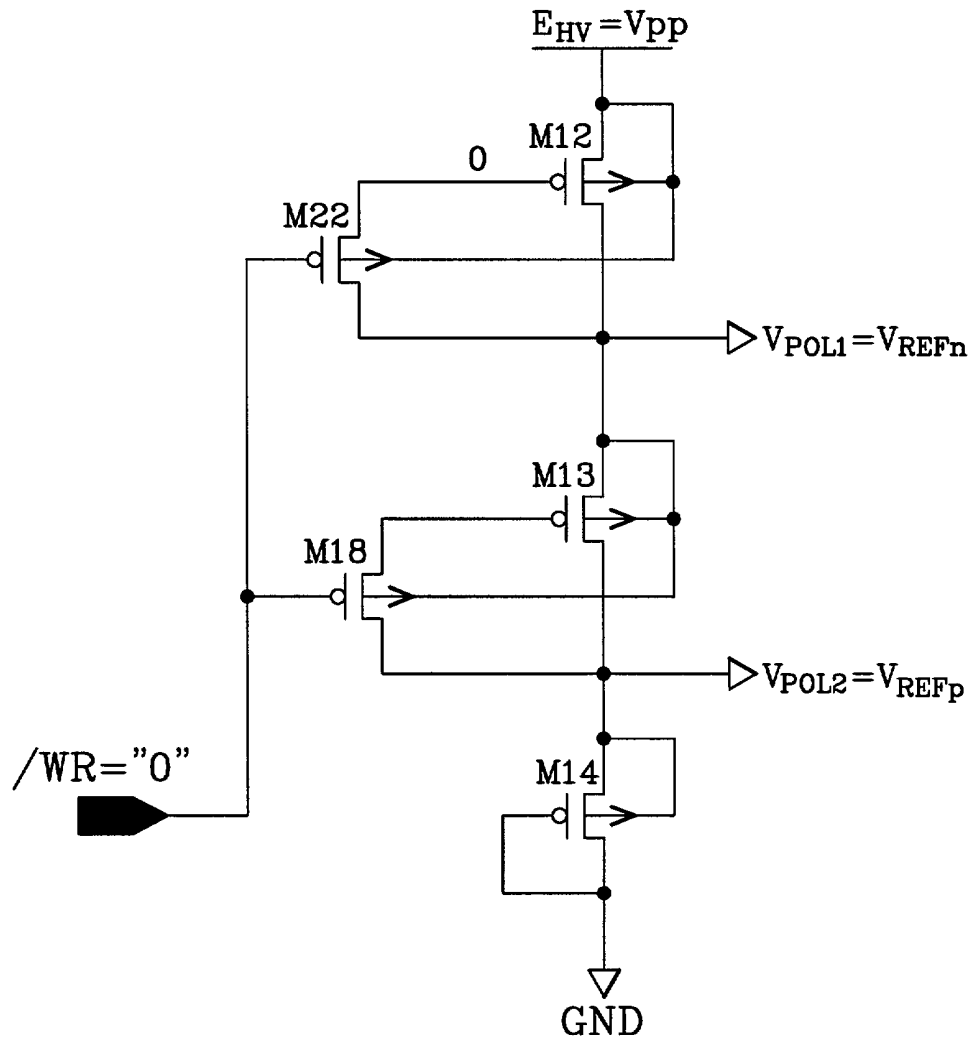 E_HV=Vpp
M12
0
M22
V_POL1=V_REFn
M13
M18
V_POL2=V_REFp
/WR="0"
M14
GND